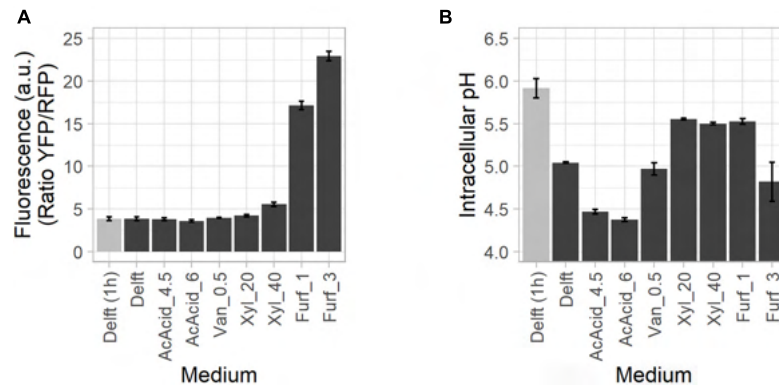 A
Fluorescence (a.u.)
(Ratio YFP/RFP)
25
20
15
10
5
0
Delft (1h)
Delft
AcAcid_4.5
AcAcid_6
Van_0.5
Xyl_20
Xyl_40
Furf_1
Furf_3
Medium
B
Intracellular pH
6.5
6.0
5.5
5.0
4.5
4.0
Delft (1h)
Delft
AcAcid_4.5
AcAcid_6
Van_0.5
Xyl_20
Xyl_40
Furf_1
Furf_3
Medium